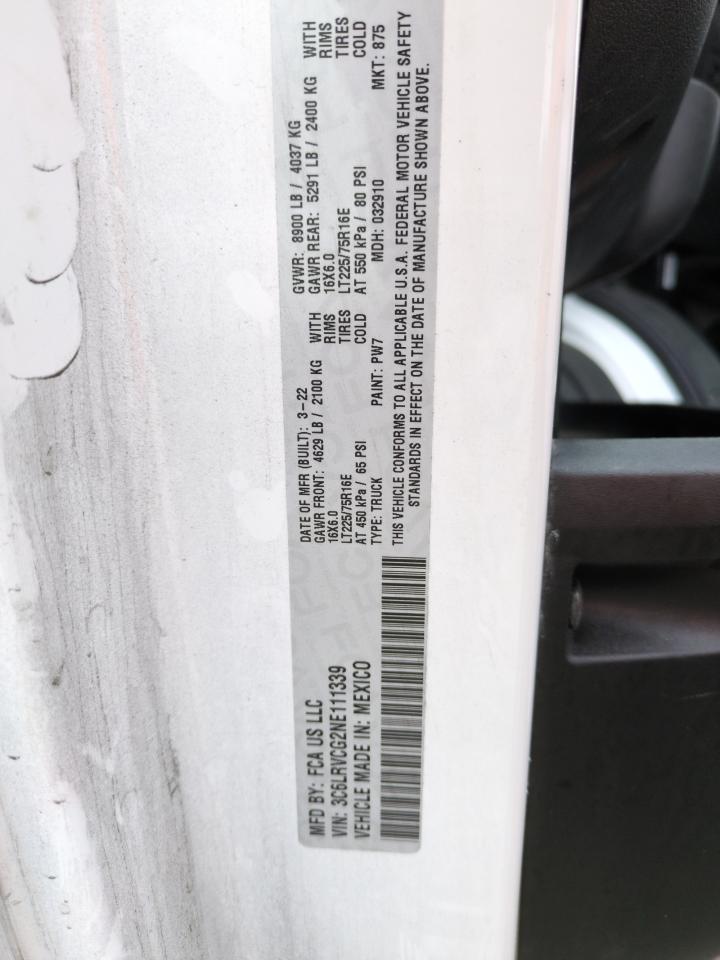 MFD BY: FCA US LLC
VIN: 3C6LRVCG2NE111339
VEHICLE MADE IN: MEXICO
DATE OF MFR (BUILT): 3-22
GAWR FRONT: 4629 LB / 2100 KG WITH
16X6.0 RIMS
LT225/75R16E TIRES
AT 450 kPa / 65 PSI COLD
TYPE: TRUCK PAINT: PW7
GVWR: 8900 LB / 4037 KG
GAWR REAR: 5291 LB / 2400 KG WITH
16X6.0 RIMS
LT225/75R16E TIRES
AT 550 kPa / 80 PSI COLD
MDH: 032910 MKT: 875
THIS VEHICLE CONFORMS TO ALL APPLICABLE U.S.A. FEDERAL MOTOR VEHICLE SAFETY
STANDARDS IN EFFECT ON THE DATE OF MANUFACTURE SHOWN ABOVE.